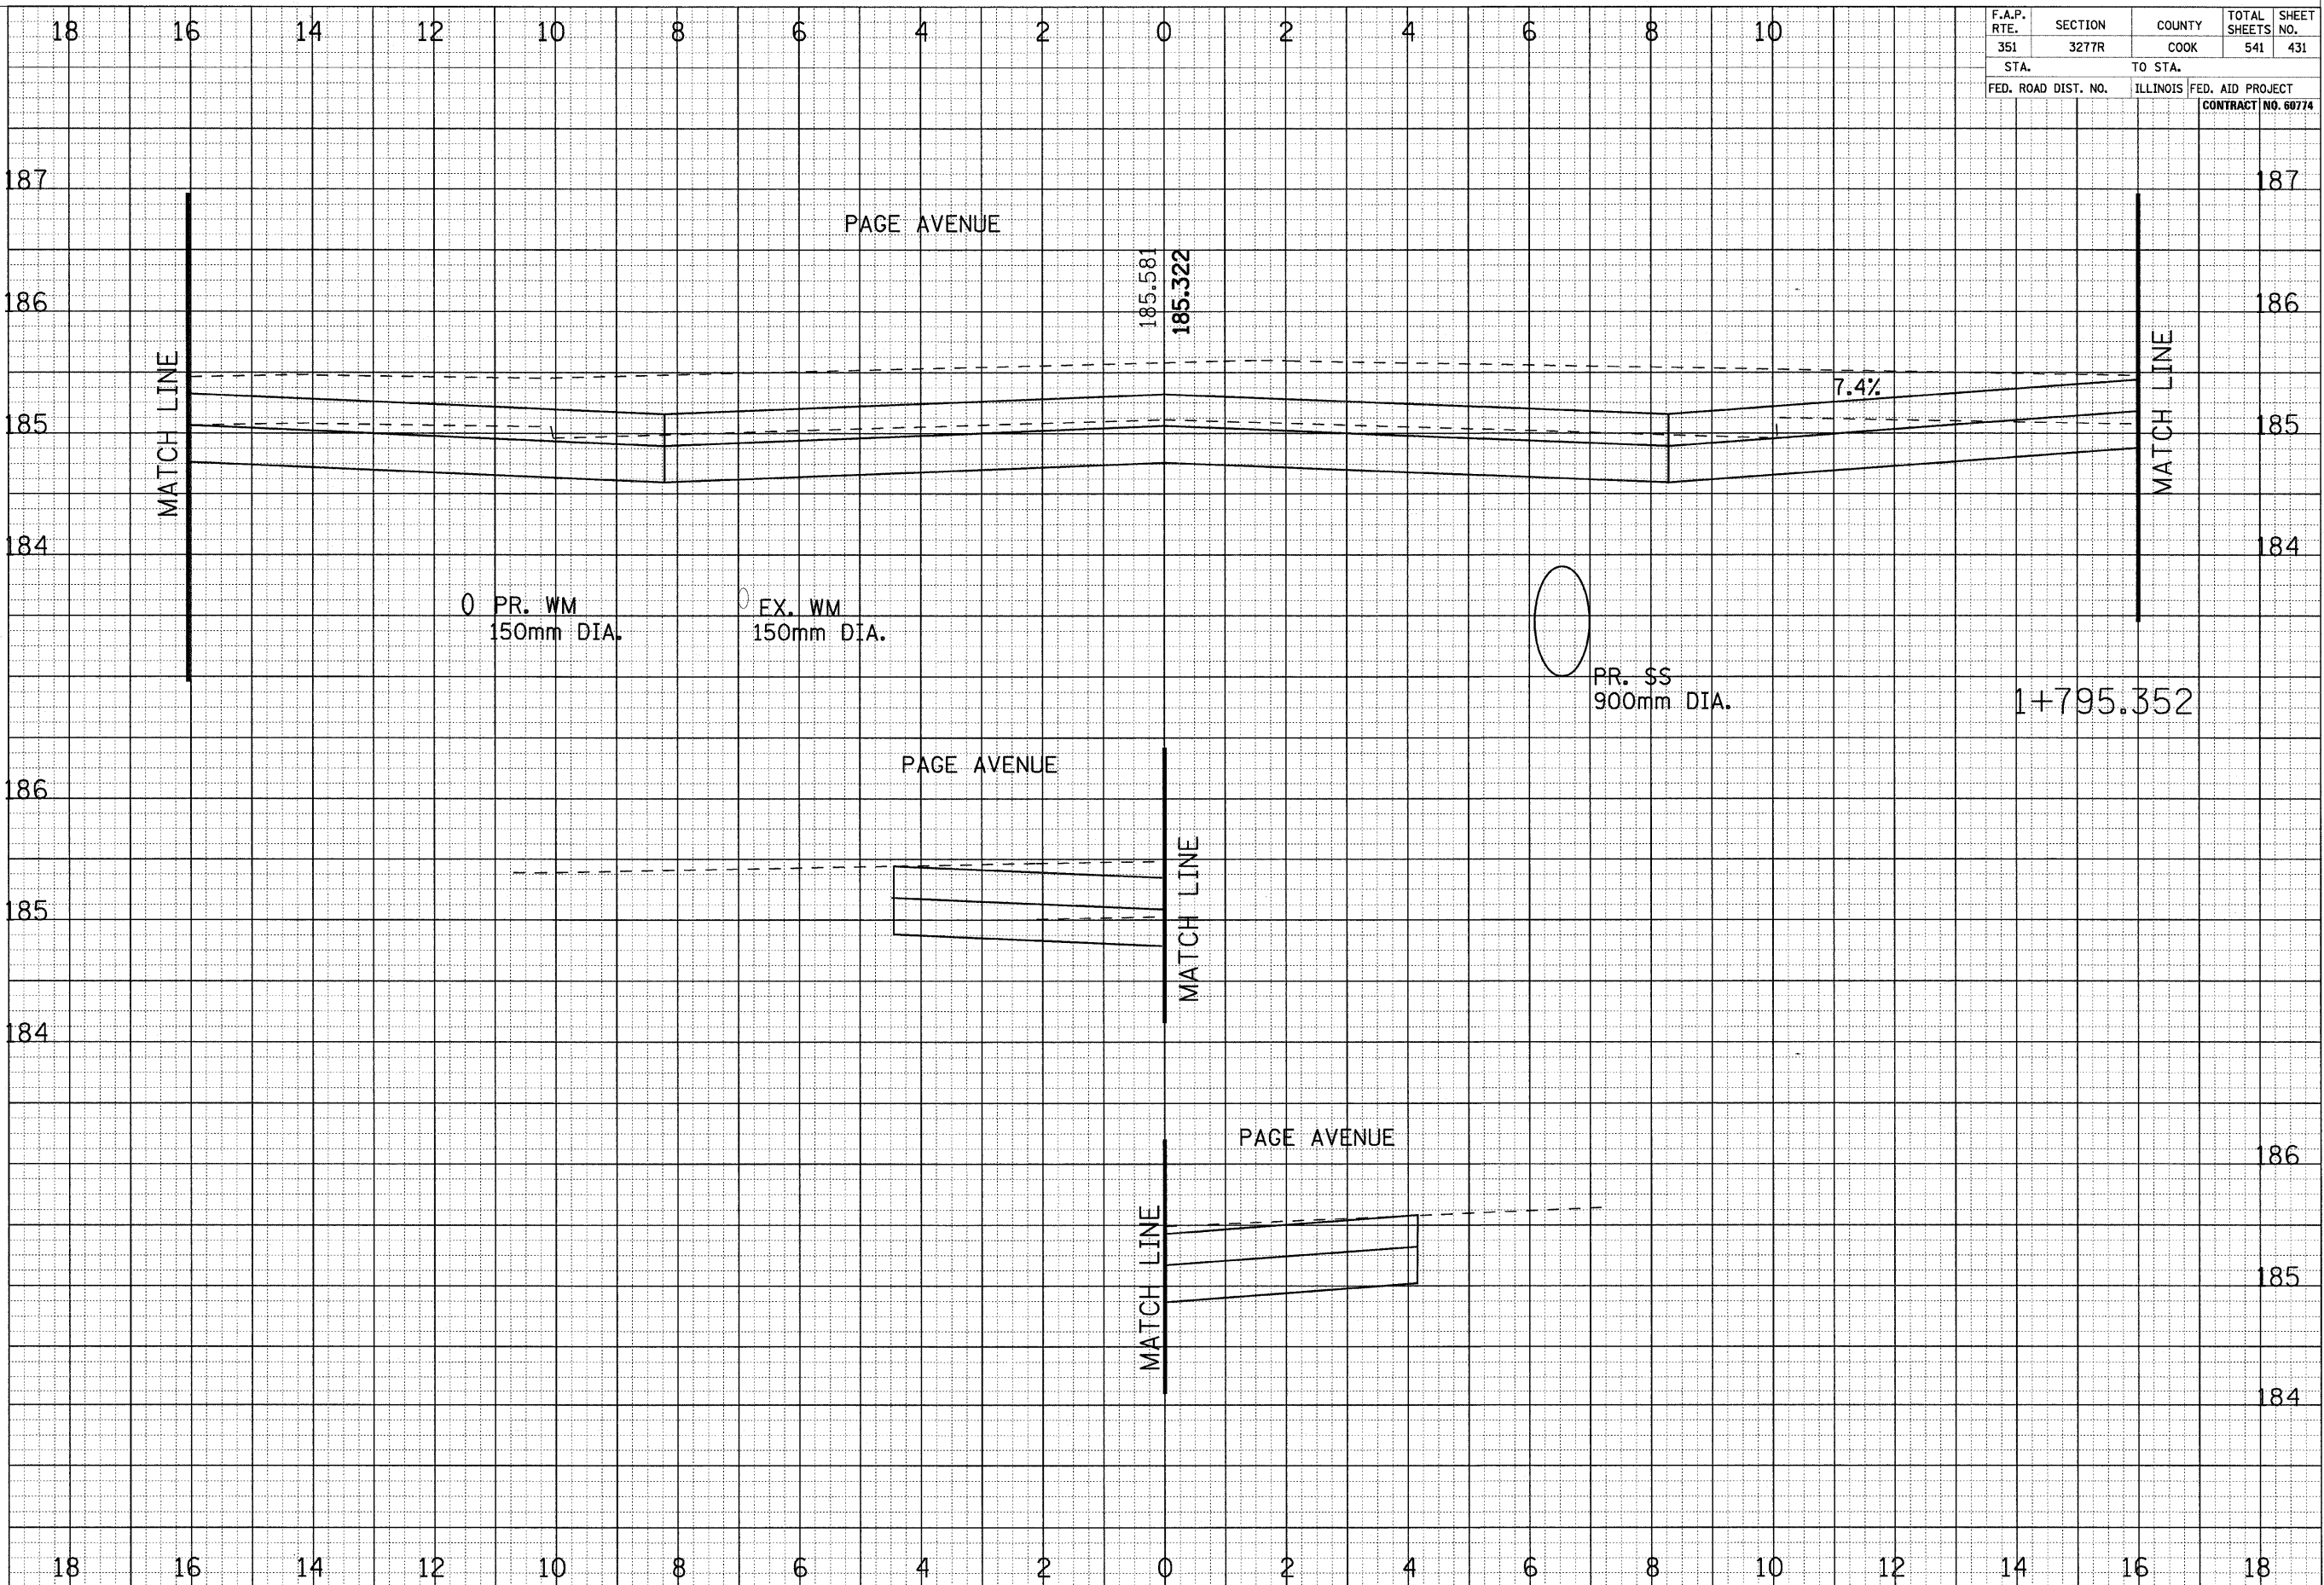 18 16 14 12 10 8 6 4 2 0 2 4 6 8 10
F.A.P. RTE. SECTION COUNTY TOTAL SHEETS SHEET NO.
351 3277R COOK 541 431
STA. TO STA.
FED. ROAD DIST. NO. ILLINOIS FED. AID PROJECT
CONTRACT NO. 60774
187 187
PAGE AVENUE
185.581
185.322
186 186
MATCH LINE
7.4%
MATCH LINE
185 185
184 184
PR. WM
150mm DIA.
EX. WM
150mm DIA.
PR. SS
900mm DIA.
1+795.352
PAGE AVENUE
186
MATCH LINE
185
184
PAGE AVENUE
186
MATCH LINE
185
184
18 16 14 12 10 8 6 4 2 0 2 4 6 8 10 12 14 16 18